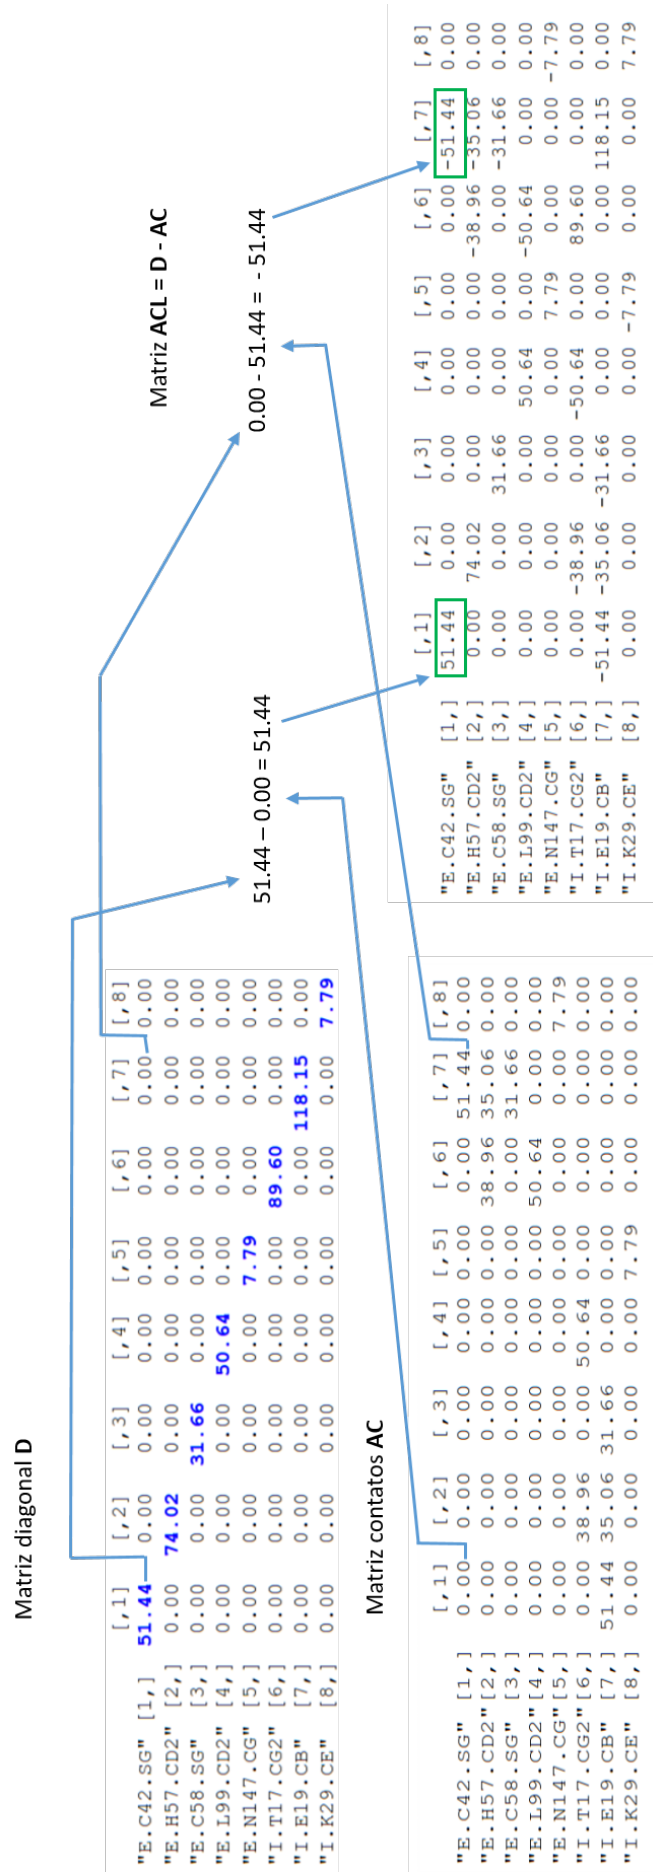 Matriz diagonal D
[,1] [,2] [,3] [,4] [,5] [,6] [,7] [,8]
"E.C42.SG" [1,] 51.44 0.00 0.00 0.00 0.00 0.00 0.00 0.00
"E.H57.CD2" [2,] 0.00 74.02 0.00 0.00 0.00 0.00 0.00 0.00
"E.C58.SG" [3,] 0.00 0.00 31.66 0.00 0.00 0.00 0.00 0.00
"E.L99.CD2" [4,] 0.00 0.00 0.00 50.64 0.00 0.00 0.00 0.00
"E.N147.CG" [5,] 0.00 0.00 0.00 0.00 7.79 0.00 0.00 0.00
"I.T17.CG2" [6,] 0.00 0.00 0.00 0.00 0.00 89.60 0.00 0.00
"I.E19.CB" [7,] 0.00 0.00 0.00 0.00 0.00 0.00 118.15 0.00
"I.K29.CE" [8,] 0.00 0.00 0.00 0.00 0.00 0.00 0.00 7.79
Matriz contatos AC
[,1] [,2] [,3] [,4] [,5] [,6] [,7] [,8]
"E.C42.SG" [1,] 0.00 0.00 0.00 0.00 0.00 0.00 51.44 0.00
"E.H57.CD2"[2,] 0.00 0.00 0.00 0.00 0.00 38.96 35.06 0.00
"E.C58.SG" [3,] 0.00 0.00 0.00 0.00 0.00 0.00 31.66 0.00
"E.L99.CD2"[4,] 0.00 0.00 0.00 0.00 0.00 50.64 0.00 0.00
"E.N147.CG"[5,] 0.00 0.00 0.00 0.00 0.00 0.00 0.00 7.79
"I.T17.CG2"[6,] 0.00 38.96 0.00 50.64 0.00 0.00 0.00 0.00
"I.E19.CB" [7,] 51.44 35.06 31.66 0.00 0.00 0.00 0.00 0.00
"I.K29.CE" [8,] 0.00 0.00 0.00 0.00 7.79 0.00 0.00 0.00
Matriz ACL = D - AC
51.44 – 0.00 = 51.44
0.00 - 51.44 = - 51.44
[,1] [,2] [,3] [,4] [,5] [,6] [,7] [,8]
"E.C42.SG" [1,] 51.44 0.00 0.00 0.00 0.00 0.00 -51.44 0.00
"E.H57.CD2" [2,] 0.00 74.02 0.00 0.00 0.00 -38.96 -35.06 0.00
"E.C58.SG" [3,] 0.00 0.00 31.66 0.00 0.00 0.00 -31.66 0.00
"E.L99.CD2" [4,] 0.00 0.00 0.00 50.64 0.00 -50.64 0.00 0.00
"E.N147.CG" [5,] 0.00 0.00 0.00 0.00 7.79 0.00 0.00 -7.79
"I.T17.CG2" [6,] 0.00 -38.96 0.00 -50.64 0.00 89.60 0.00 0.00
"I.E19.CB" [7,] -51.44 -35.06 -31.66 0.00 0.00 0.00 118.15 0.00
"I.K29.CE" [8,] 0.00 0.00 0.00 0.00 -7.79 0.00 0.00 7.79